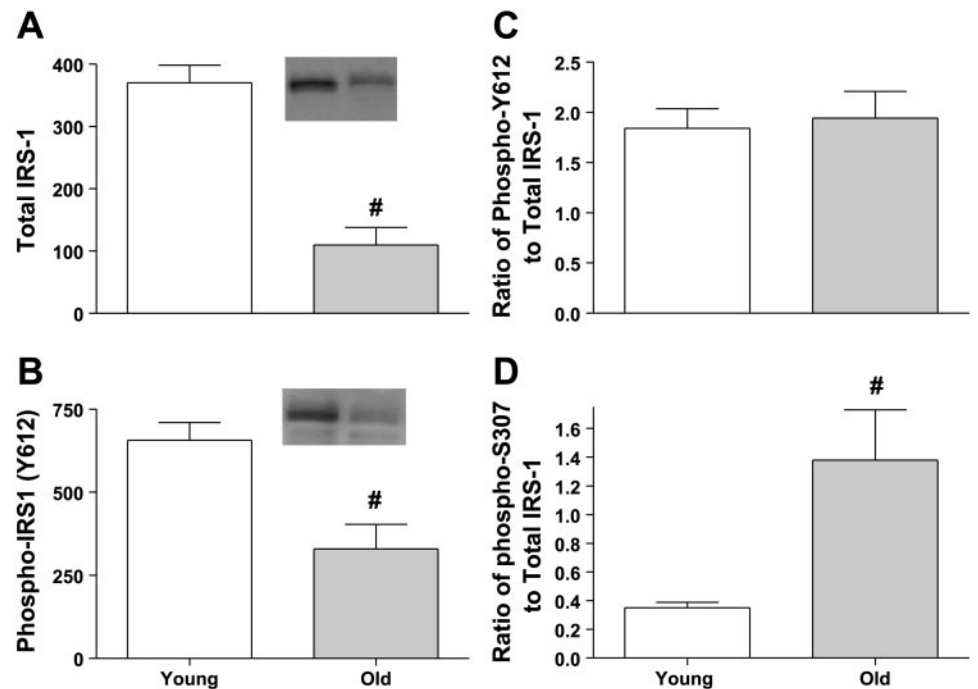 A
Total IRS-1
400
300
200
100
0
#
B
Phospho-IRS1 (Y612)
750
500
250
0
#
Young
Old
C
Ratio of Phospho-Y612
to Total IRS-1
2.5
2.0
1.5
1.0
0.5
0.0
D
Ratio of phospho-S307
to Total IRS-1
1.6
1.4
1.2
1.0
0.8
0.6
0.4
0.2
0.0
#
Young
Old